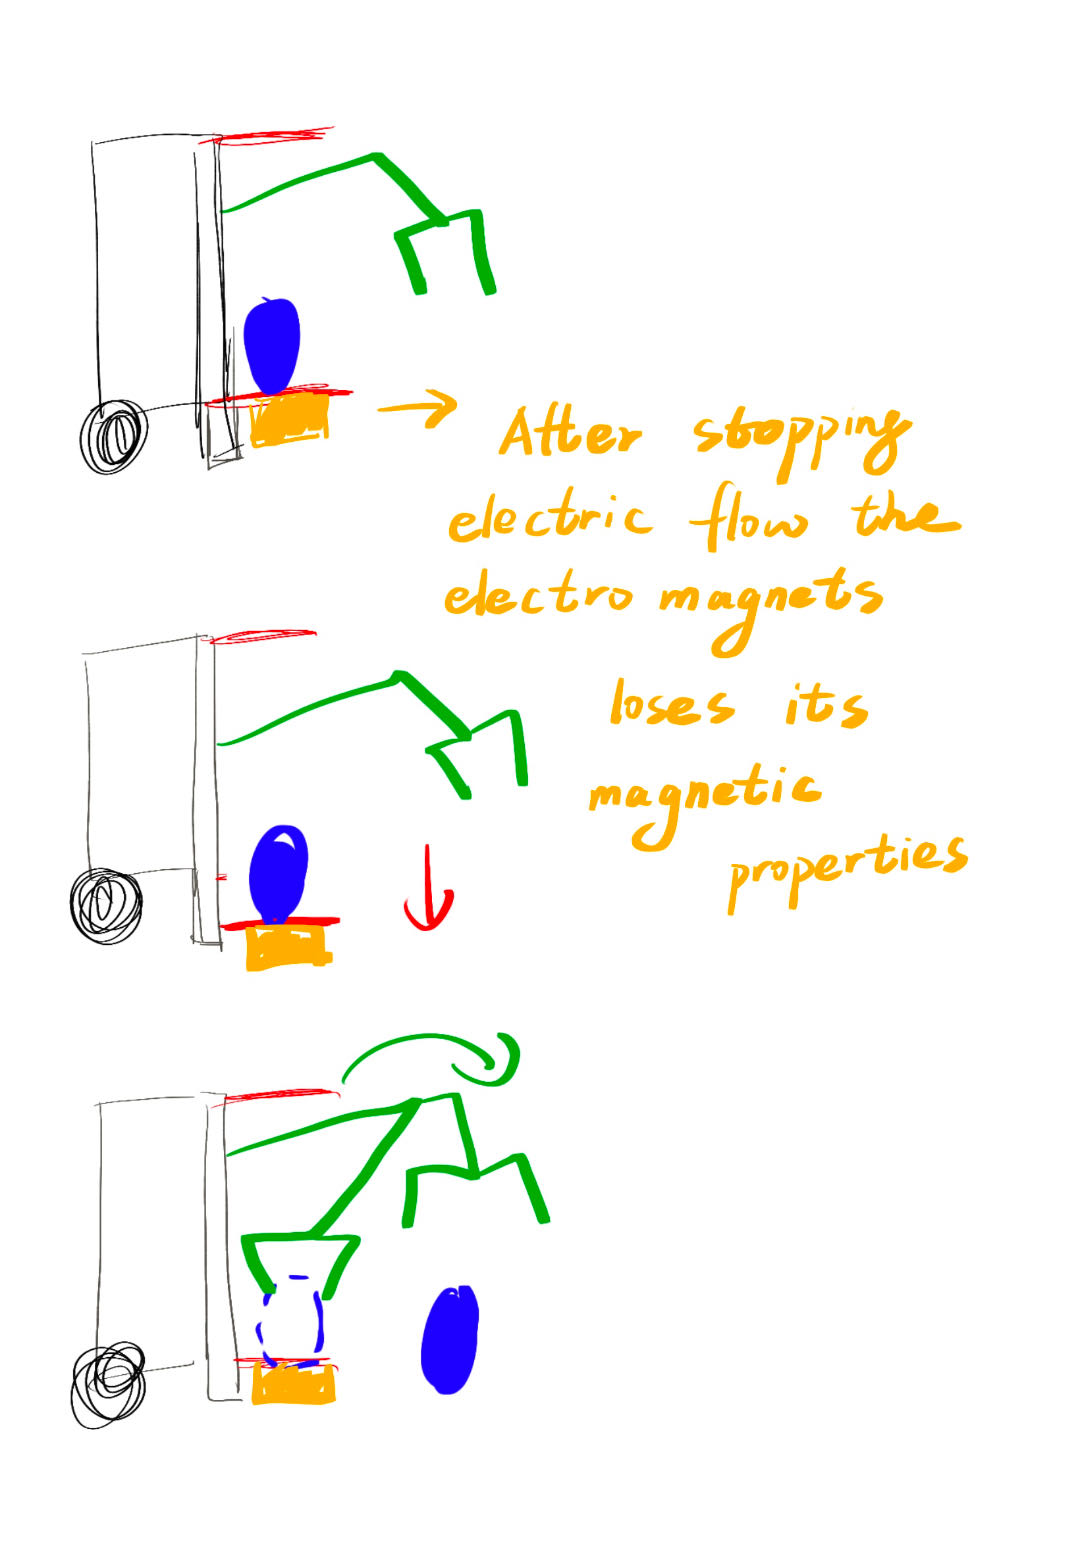 After stopping
electric flow the
electro magnets
loses its
magnetic
properties